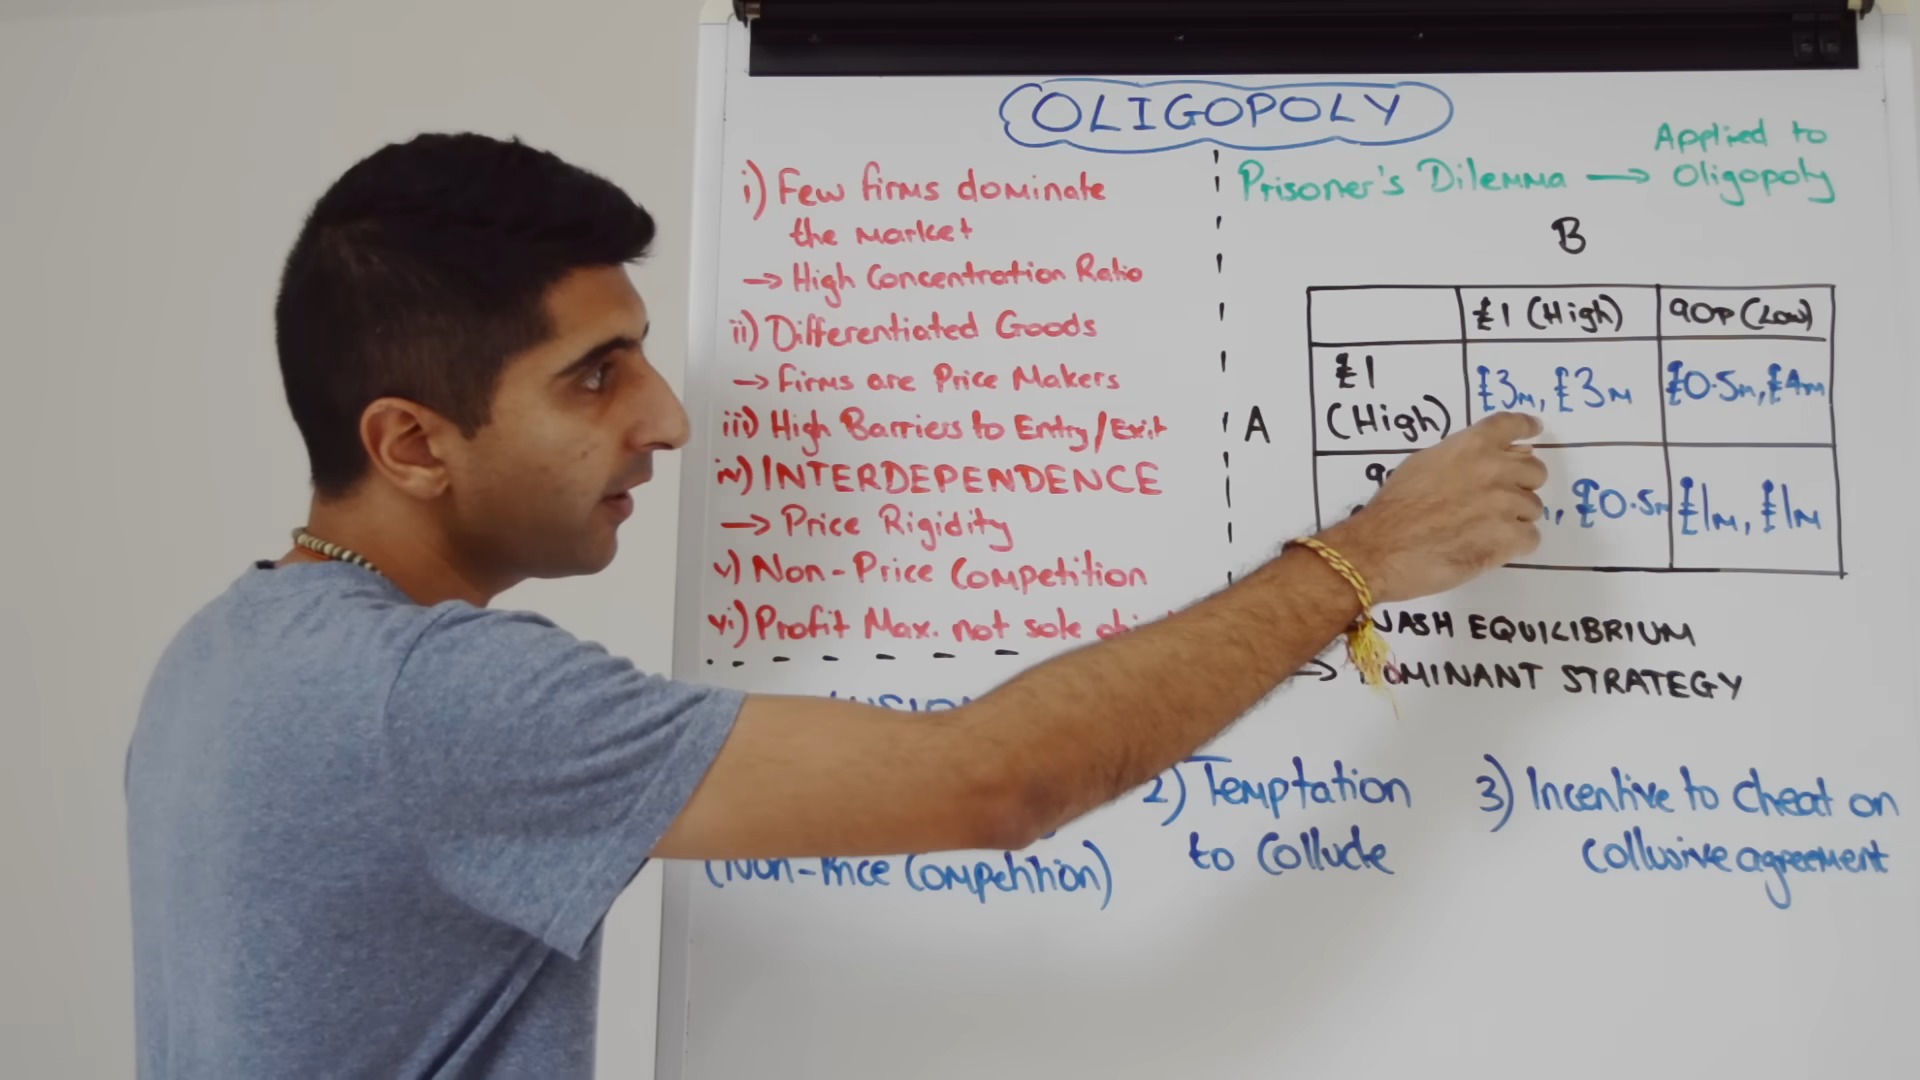 OLIGOPOLY
i) Few firms dominate
the market
→ High Concentration Ratio
ii) Differentiated Goods
→ Firms are Price Makers
iii) High Barriers to Entry/Exit
iv) INTERDEPENDENCE
→ Price Rigidity
v) Non-Price Competition
vi) Profit Max. not sole
Prisoner's Dilemma → Applied to
Oligopoly
B
£1 (High) 90p (Low)
A
£1
(High)
£3m, £3m £0.5m, £4m
, £0.5m £1m, £1m
NASH EQUILIBRIUM
→ DOMINANT STRATEGY
(Non-Price Competition)
2) Temptation
to Collude
3) Incentive to cheat on
collusive agreement